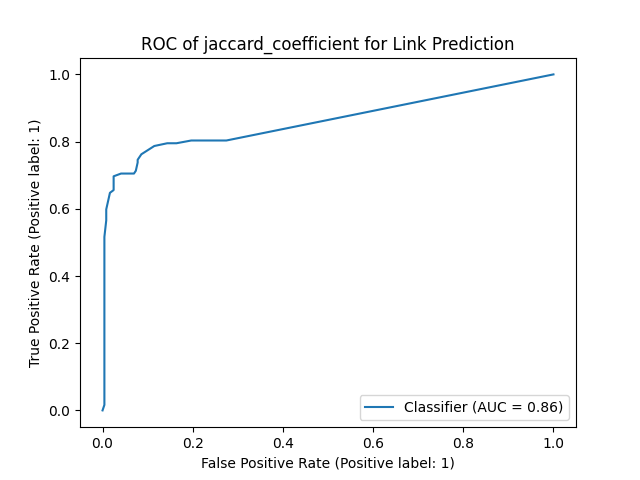 ROC of jaccard_coefficient for Link Prediction
True Positive Rate (Positive label: 1)
1.0
0.8
0.6
0.4
0.2
0.0
0.0 0.2 0.4 0.6 0.8 1.0
False Positive Rate (Positive label: 1)
Classifier (AUC = 0.86)